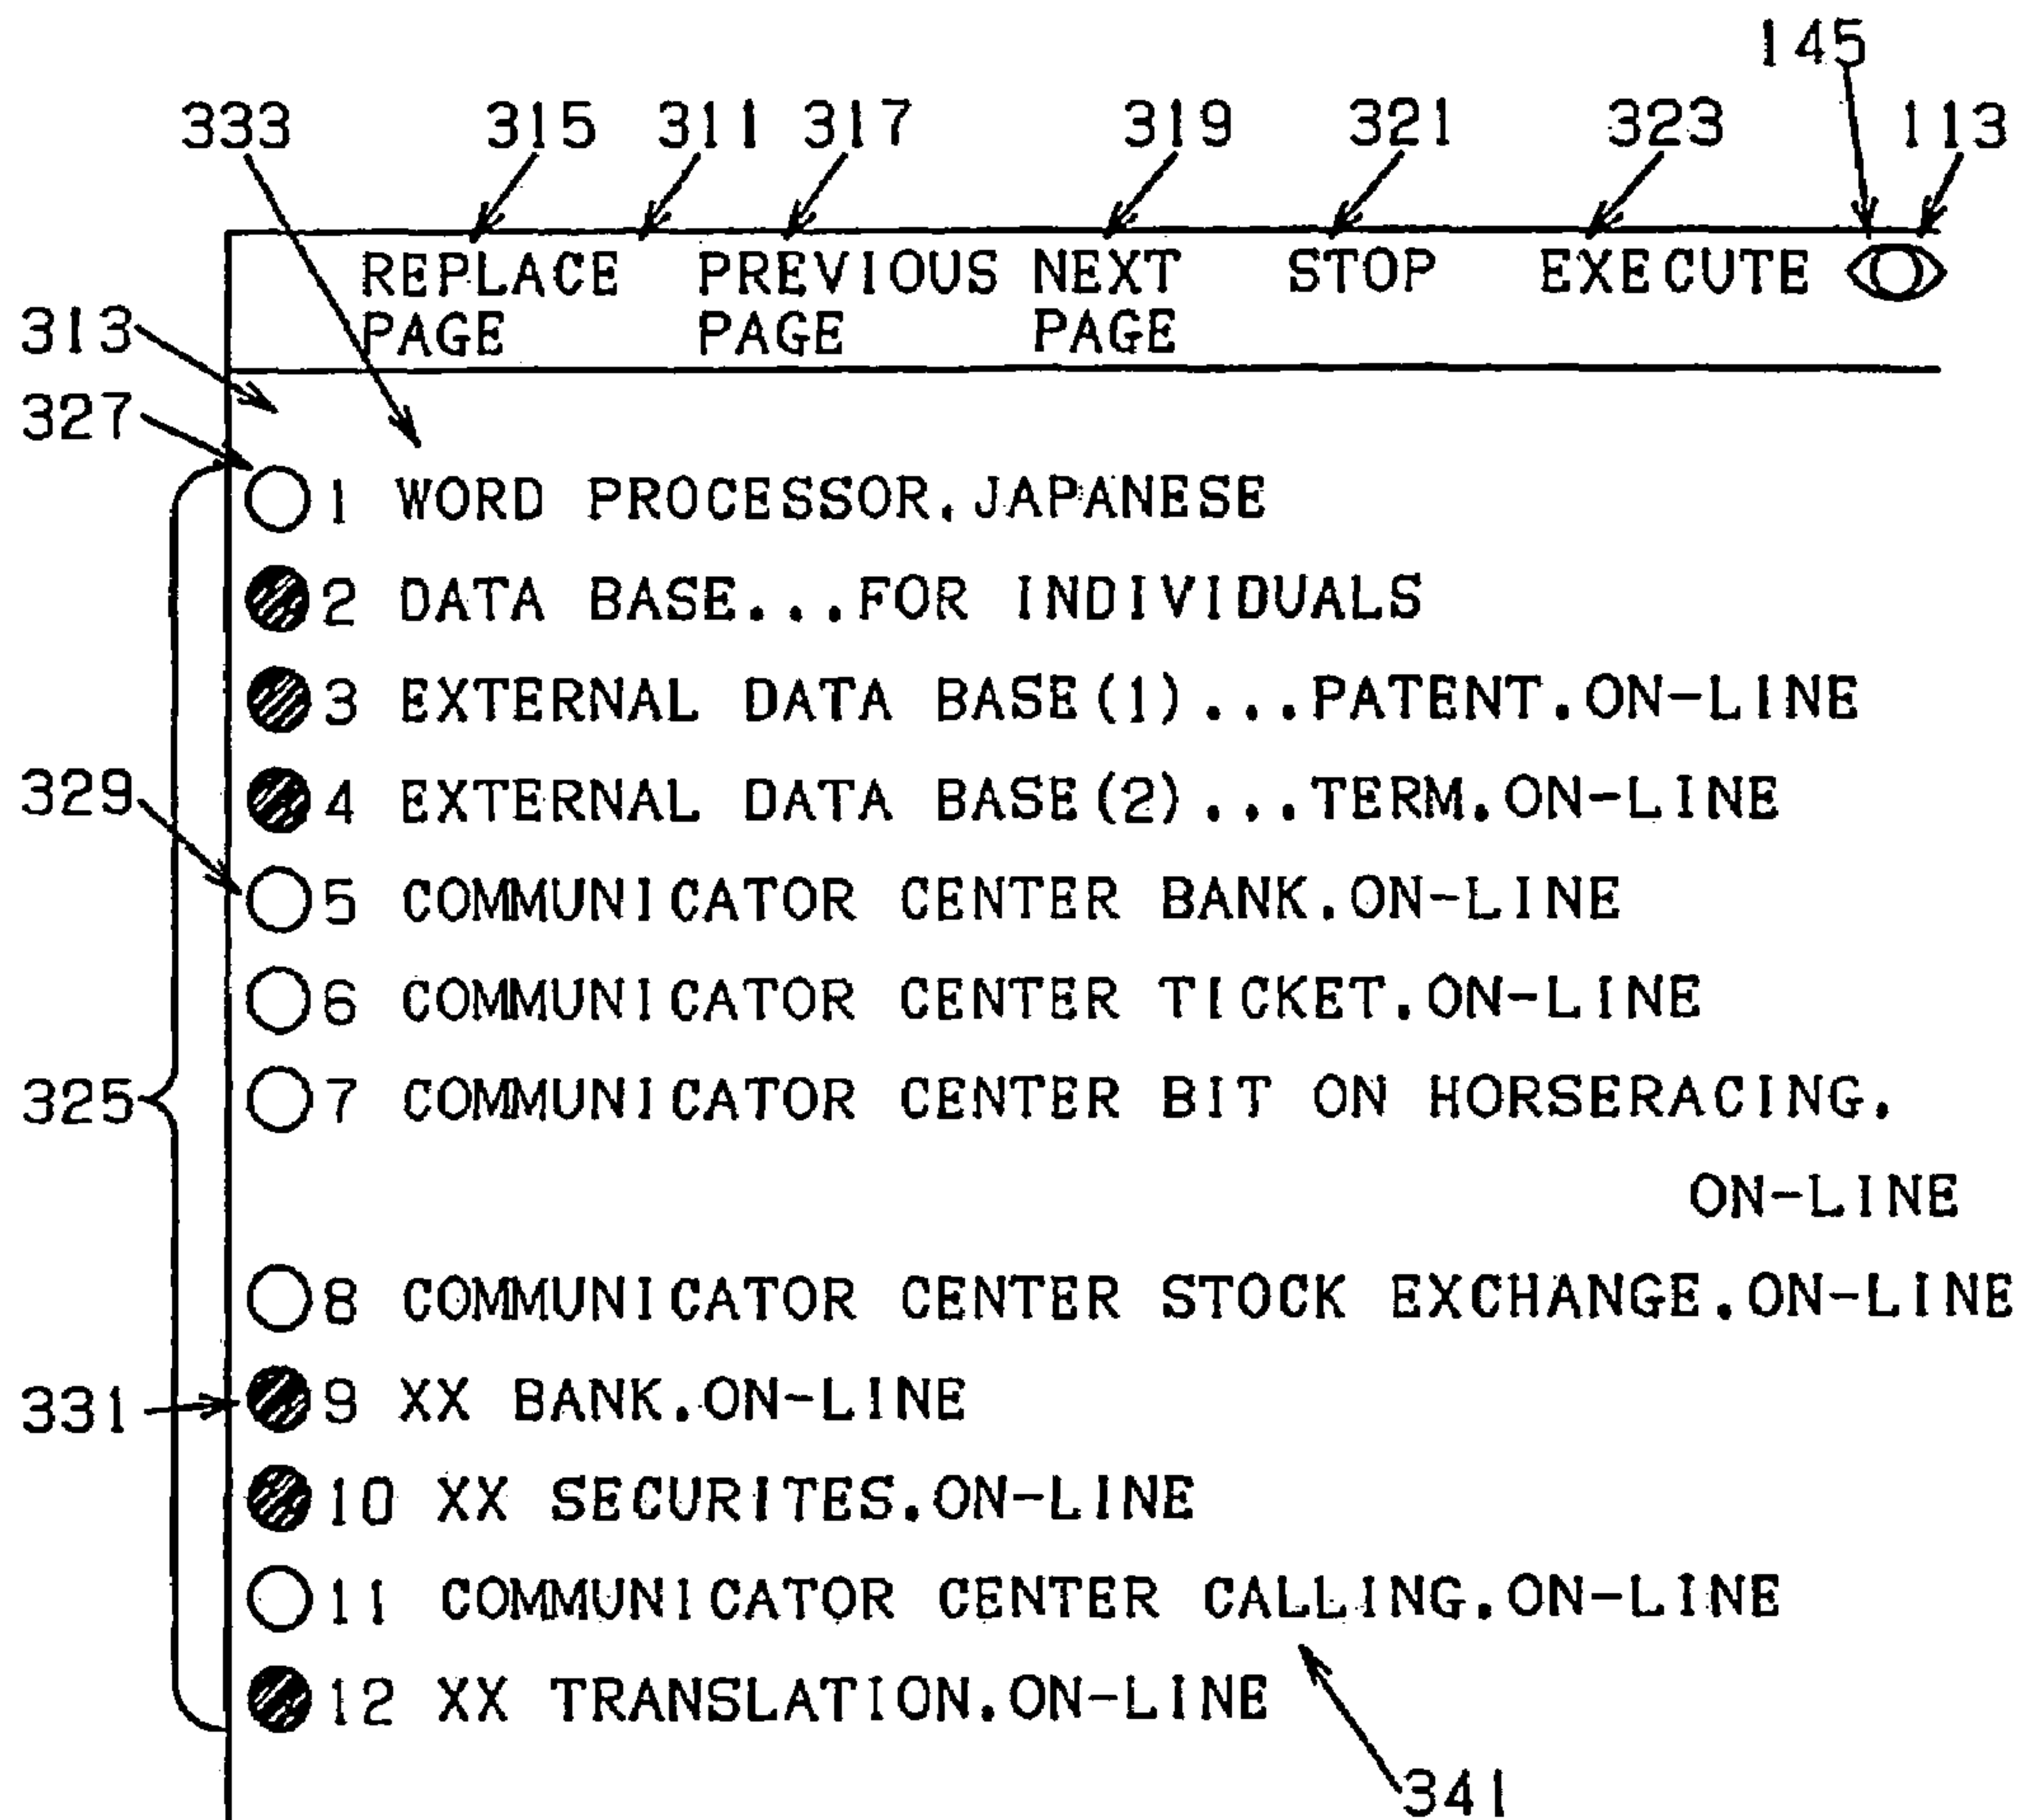 145
333 315 311 317 319 321 323 113
REPLACE PREVIOUS NEXT STOP EXECUTE
PAGE PAGE PAGE
313
327
1 WORD PROCESSOR.JAPANESE
2 DATA BASE...FOR INDIVIDUALS
3 EXTERNAL DATA BASE(1)...PATENT.ON-LINE
329
4 EXTERNAL DATA BASE(2)...TERM.ON-LINE
5 COMMUNICATOR CENTER BANK.ON-LINE
6 COMMUNICATOR CENTER TICKET.ON-LINE
325
7 COMMUNICATOR CENTER BIT ON HORSERACING.
ON-LINE
8 COMMUNICATOR CENTER STOCK EXCHANGE.ON-LINE
331
9 XX BANK.ON-LINE
10 XX SECURITES.ON-LINE
11 COMMUNICATOR CENTER CALLING.ON-LINE
12 XX TRANSLATION.ON-LINE
341